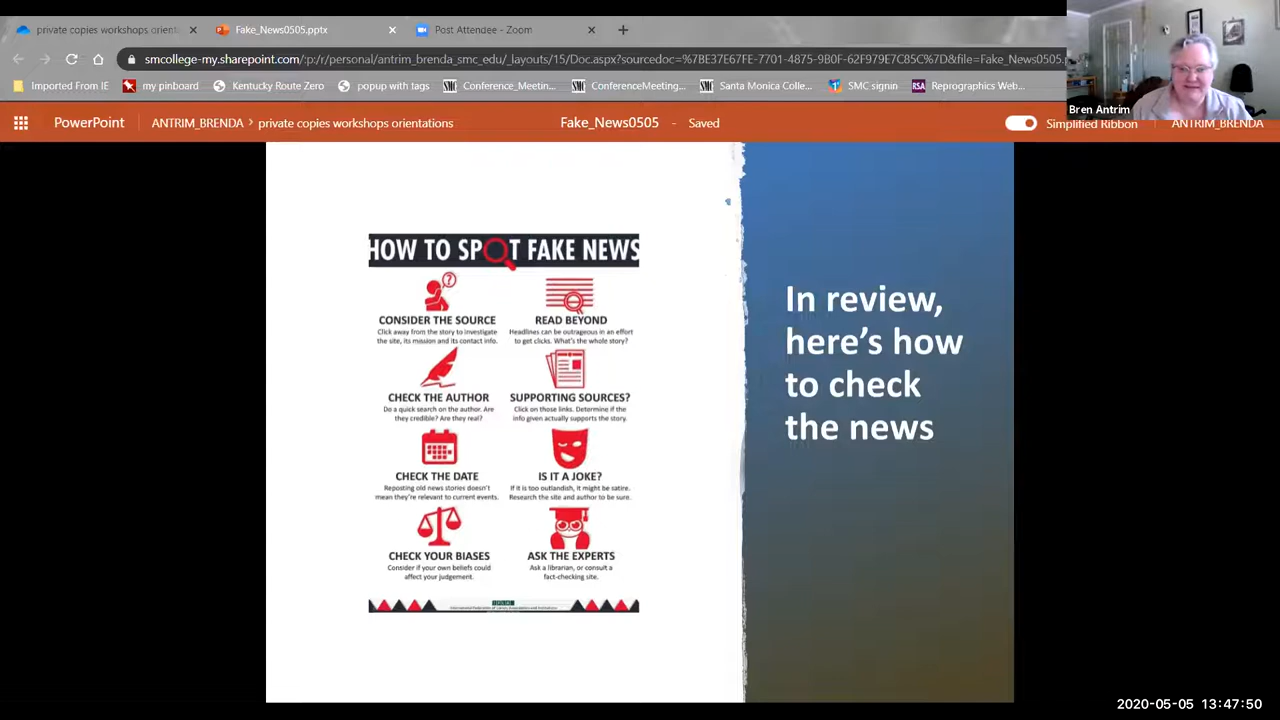 private copies workshops orient
Fake_News0505.pptx
Post Attendee - Zoom
smcollege-my.sharepoint.com/:p:/r/personal/antrim_brenda_smc_edu/_layouts/15/Doc.aspx?sourcedoc=%7BE37E67FE-7701-4875-9B0F-62F979E7C85C%7D&file=Fake_News0505.
Imported From IE
my pinboard
Kentucky Route Zero
popup with tags
Conference_Meetin...
ConferenceMeeting...
Santa Monica Colle...
SMC signin
Reprographics Web...
Bren Antrim
PowerPoint
ANTRIM_BRENDA > private copies workshops orientations
Fake_News0505 - Saved
Simplified Ribbon
ANTRIM_BRENDA
HOW TO SPOT FAKE NEWS
CONSIDER THE SOURCE
Click away from the story to investigate
the site, its mission and its contact info.
READ BEYOND
Headlines can be outrageous in an effort
to get clicks. What's the whole story?
CHECK THE AUTHOR
Do a quick search on the author. Are
they credible? Are they real?
SUPPORTING SOURCES?
Click on those links. Determine if the
info given actually supports the story.
CHECK THE DATE
Reposting old news stories doesn't
mean they're relevant to current events.
IS IT A JOKE?
If it is too outlandish, it might be satire.
Research the site and author to be sure.
CHECK YOUR BIASES
Consider if your own beliefs could
affect your judgement.
ASK THE EXPERTS
Ask a librarian, or consult a
fact-checking site.
IFLA
International Federation of Library Associations and Institutions
In review,
here's how
to check
the news
2020-05-05 13:47:50